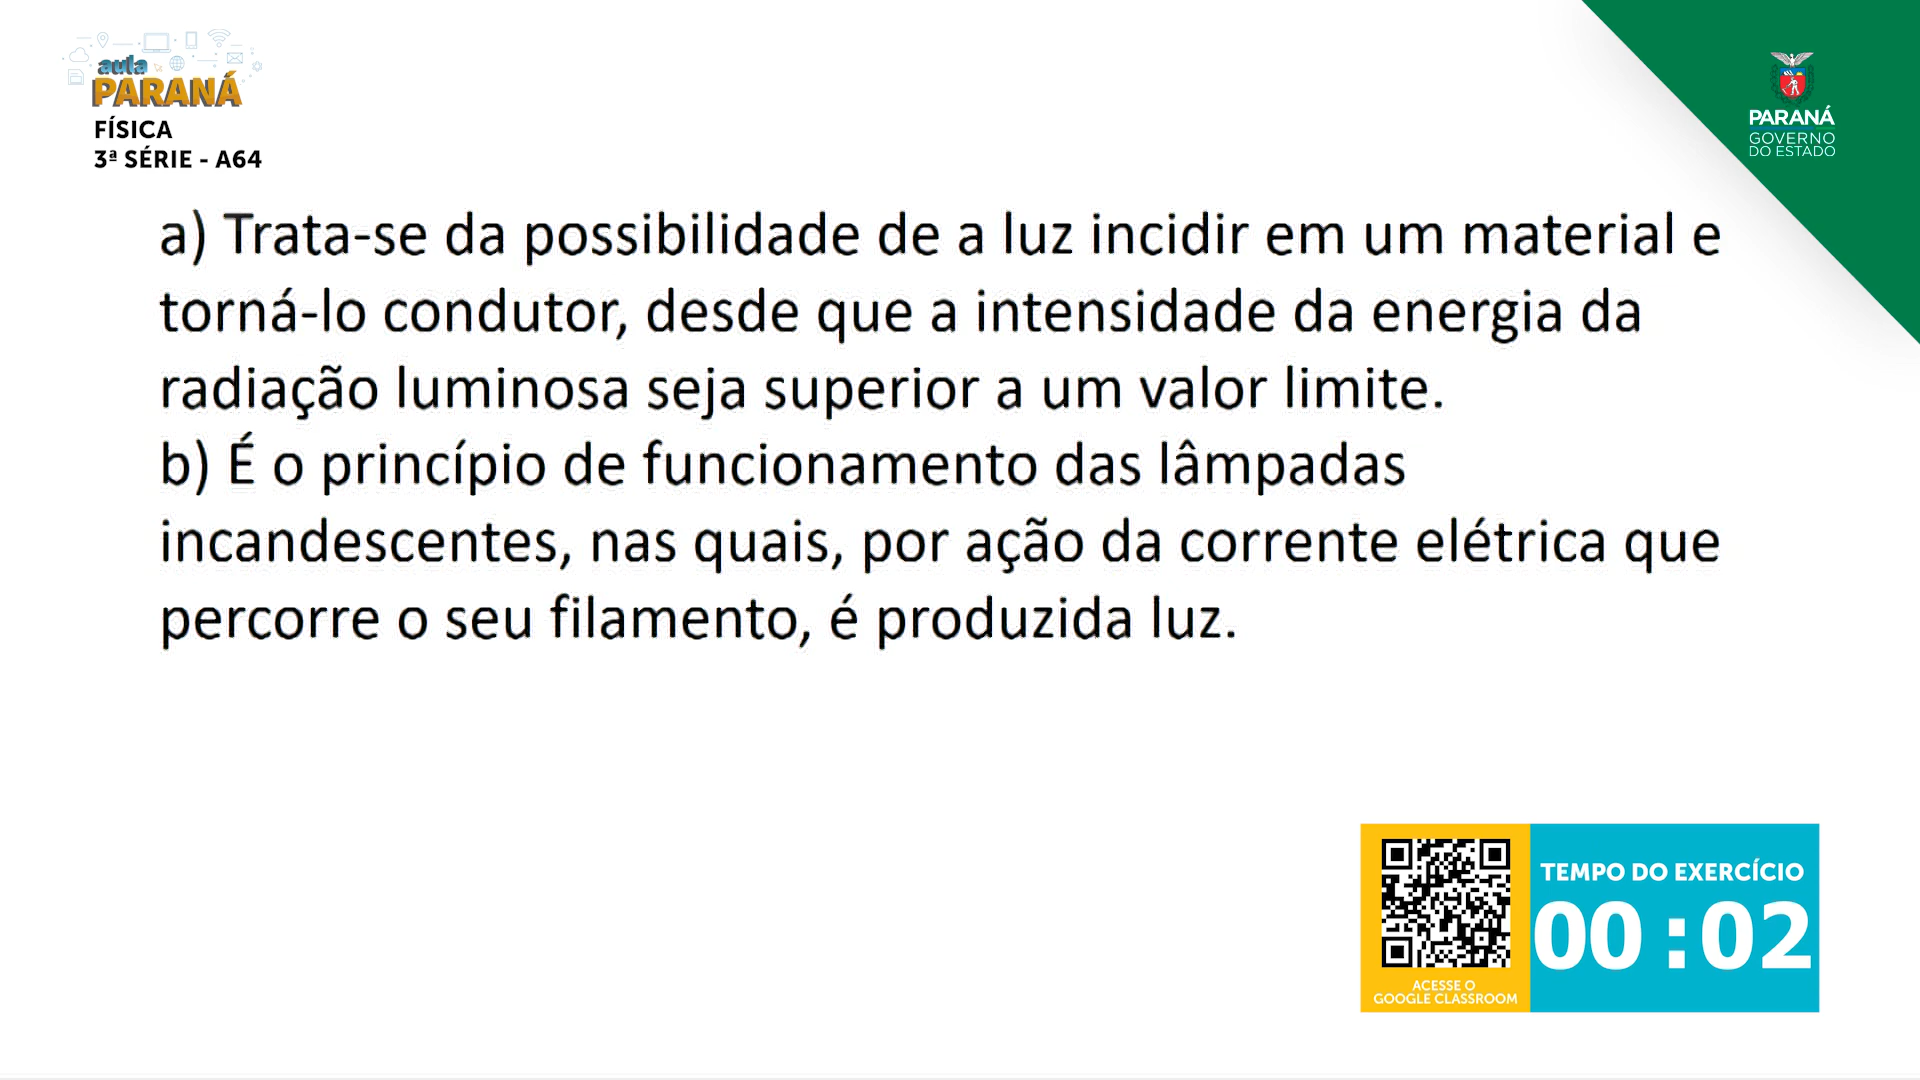 aula
PARANÁ
FÍSICA
3ª SÉRIE - A64
PARANÁ
GOVERNO
DO ESTADO
a) Trata-se da possibilidade de a luz incidir em um material e
torná-lo condutor, desde que a intensidade da energia da
radiação luminosa seja superior a um valor limite.
b) É o princípio de funcionamento das lâmpadas
incandescentes, nas quais, por ação da corrente elétrica que
percorre o seu filamento, é produzida luz.
ACESSE O
GOOGLE CLASSROOM
TEMPO DO EXERCÍCIO
00:02